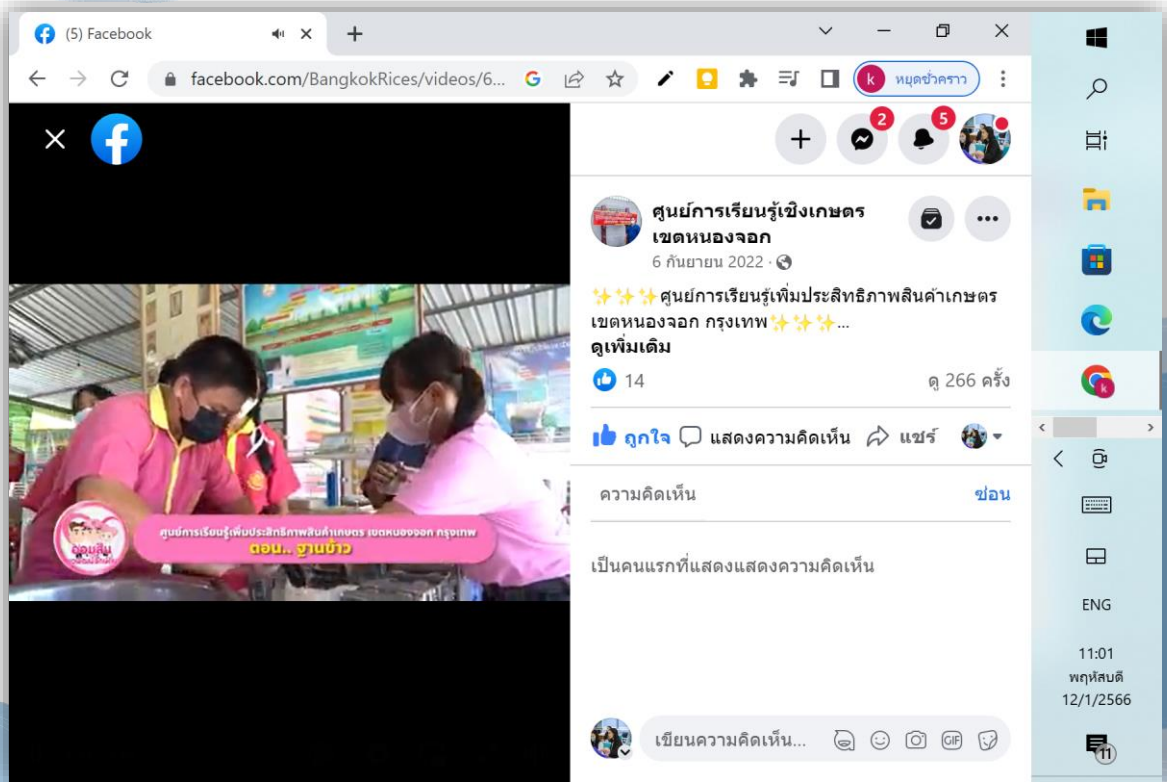 (5) Facebook
facebook.com/BangkokRices/videos/6...
k หยุดชั่วคราว
2
5
ศูนย์การเรียนรู้เชิงเกษตร
เขตหนองจอก
6 กันยายน 2022 ·
✨✨✨ศูนย์การเรียนรู้เพิ่มประสิทธิภาพสินค้าเกษตร
เขตหนองจอก กรุงเทพ✨✨✨...
ดูเพิ่มเติม
14
ดู 266 ครั้ง
ถูกใจ แสดงความคิดเห็น แชร์
ความคิดเห็น
ซ่อน
เป็นคนแรกที่แสดงแสดงความคิดเห็น
เขียนความคิดเห็น...
GIF
ศูนย์การเรียนรู้เพิ่มประสิทธิภาพสินค้าเกษตร เขตหนองจอก กรุงเทพ
ตอน.. ฐานข้าว
ออมสิน
k
ENG
11:01
พฤหัสบดี
12/1/2566
11